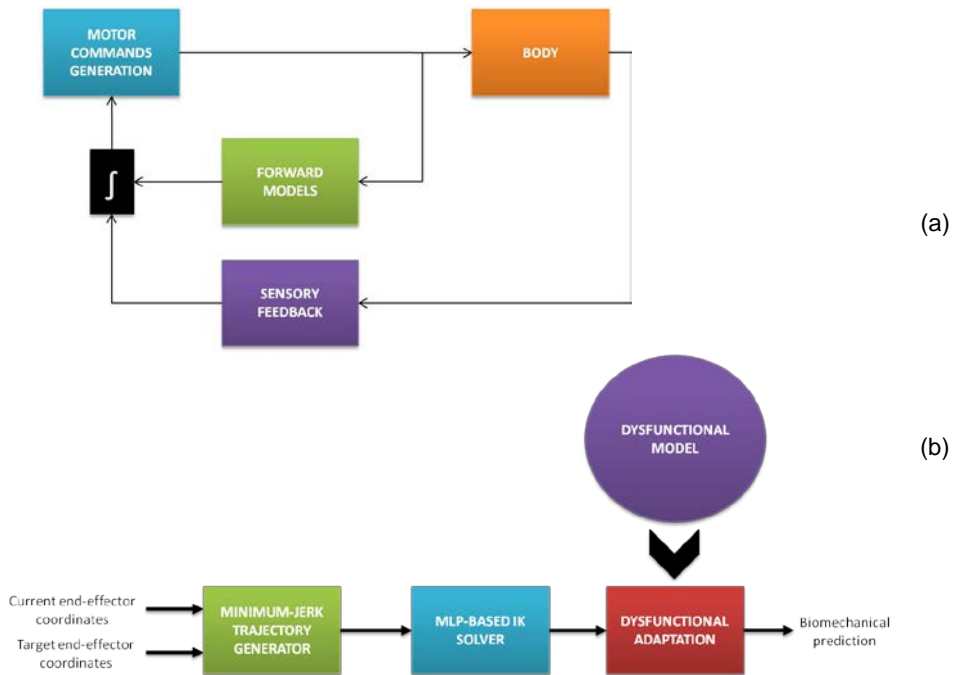 MOTOR
COMMANDS
GENERATION
BODY
∫
FORWARD
MODELS
(a)
SENSORY
FEEDBACK
DYSFUNCTIONAL
MODEL
(b)
Current end-effector
coordinates
Target end-effector
coordinates
MINIMUM-JERK
TRAJECTORY
GENERATOR
MLP-BASED IK
SOLVER
DYSFUNCTIONAL
ADAPTATION
Biomechanical
prediction